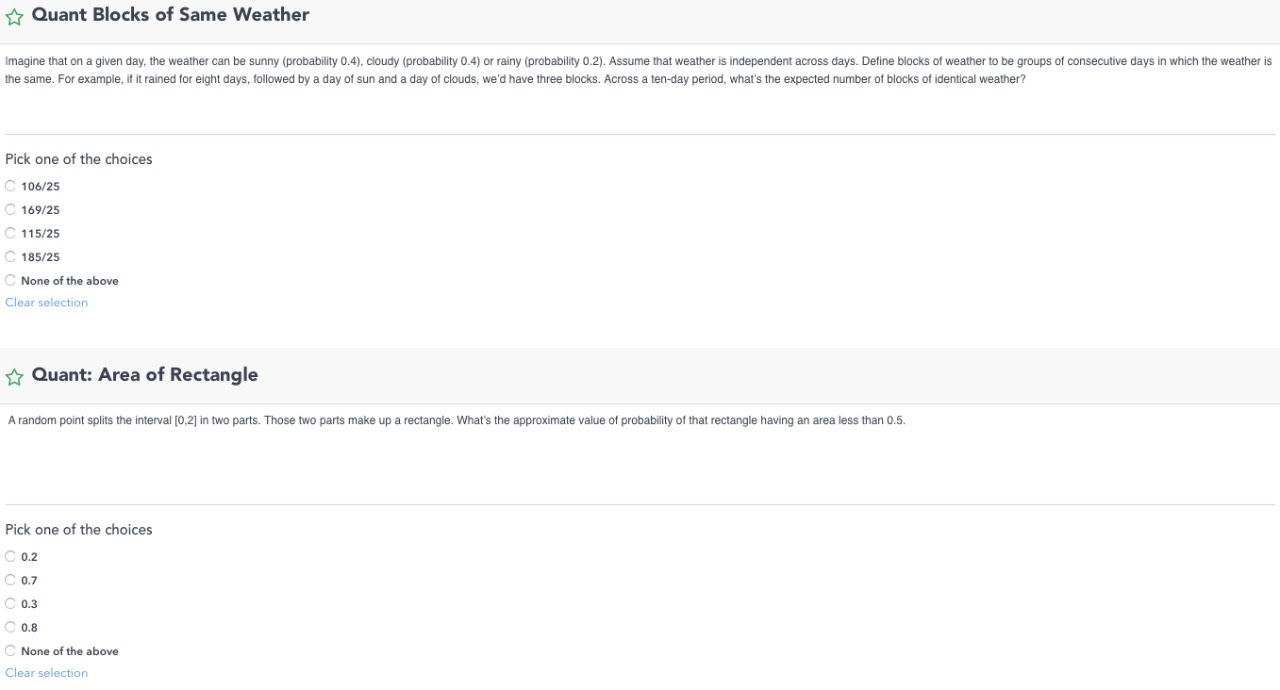 Quant Blocks of Same Weather
Imagine that on a given day, the weather can be sunny (probability 0.4), cloudy (probability 0.4) or rainy (probability 0.2). Assume that weather is independent across days. Define blocks of weather to be groups of consecutive days in which the weather is
the same. For example, if it rained for eight days, followed by a day of sun and a day of clouds, we'd have three blocks. Across a ten-day period, what's the expected number of blocks of identical weather?
Pick one of the choices
106/25
169/25
115/25
185/25
None of the above
Clear selection
Quant: Area of Rectangle
A random point splits the interval [0,2] in two parts. Those two parts make up a rectangle. What's the approximate value of probability of that rectangle having an area less than 0.5.
Pick one of the choices
0.2
0.7
0.3
0.8
None of the above
Clear selection